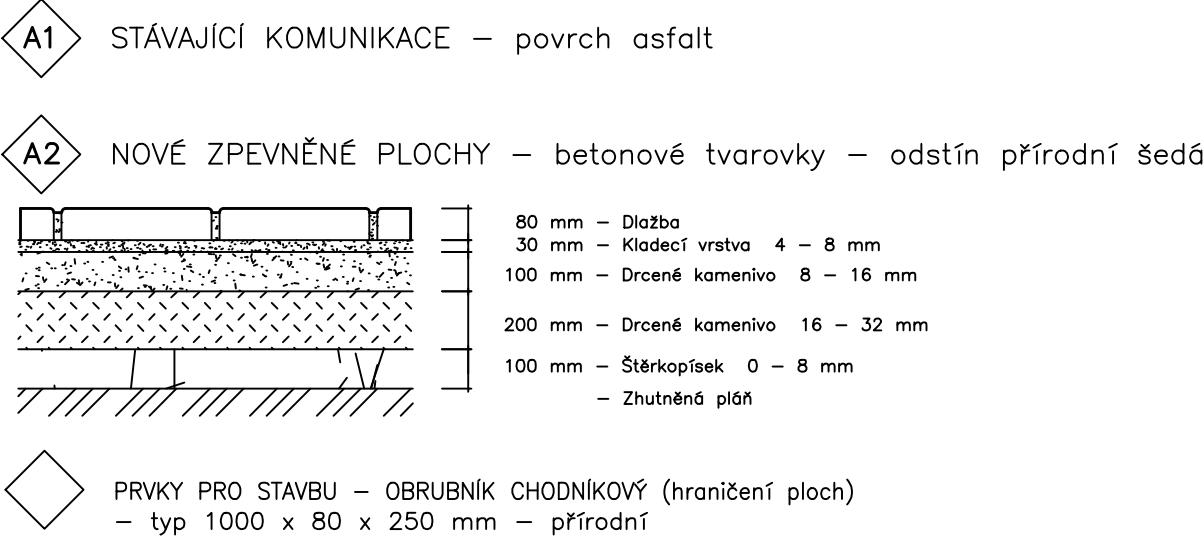 A1 STÁVAJÍCÍ KOMUNIKACE – povrch asfalt
A2 NOVÉ ZPEVNĚNÉ PLOCHY – betonové tvarovky – odstín přírodní šedá
80 mm – Dlažba
30 mm – Kladecí vrstva 4 – 8 mm
100 mm – Drcené kamenivo 8 – 16 mm
200 mm – Drcené kamenivo 16 – 32 mm
100 mm – Štěrkopísek 0 – 8 mm
– Zhutněná pláň
PRVKY PRO STAVBU – OBRUBNÍK CHODNÍKOVÝ (hraničení ploch)
– typ 1000 x 80 x 250 mm – přírodní